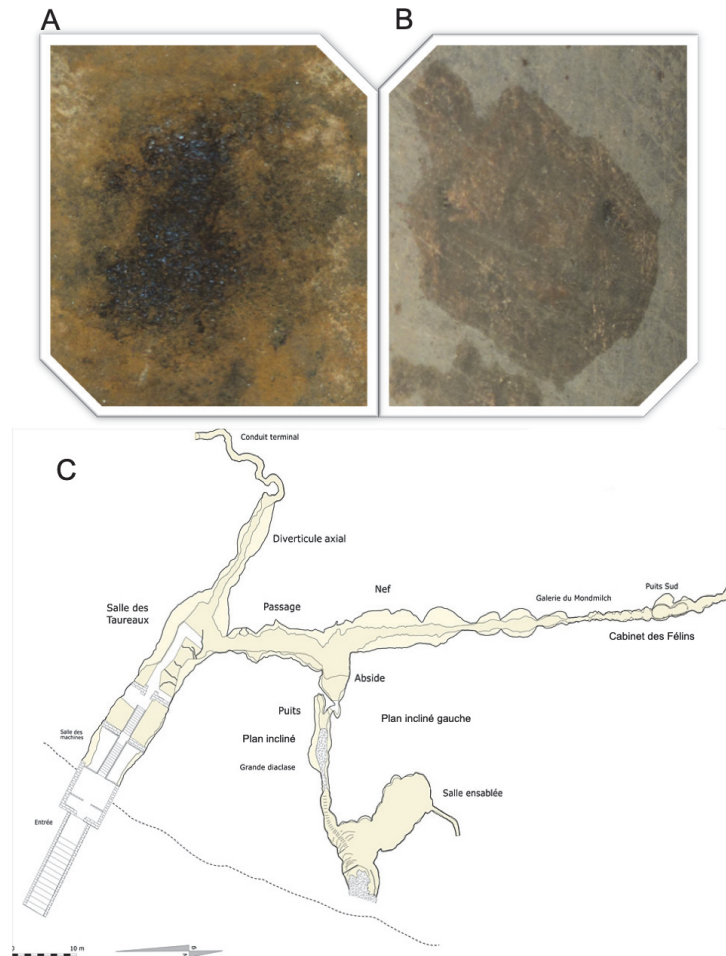 A
B
C
Conduit terminal
Diverticule axial
Nef
Puits Sud
Galerie du Mondmilch
Salle des
Taureaux
Passage
Cabinet des Félins
Abside
Puits
Plan incliné gauche
Plan incliné
Salle des
machines
Grande diaclase
Salle ensablée
Entrée
0
10 m